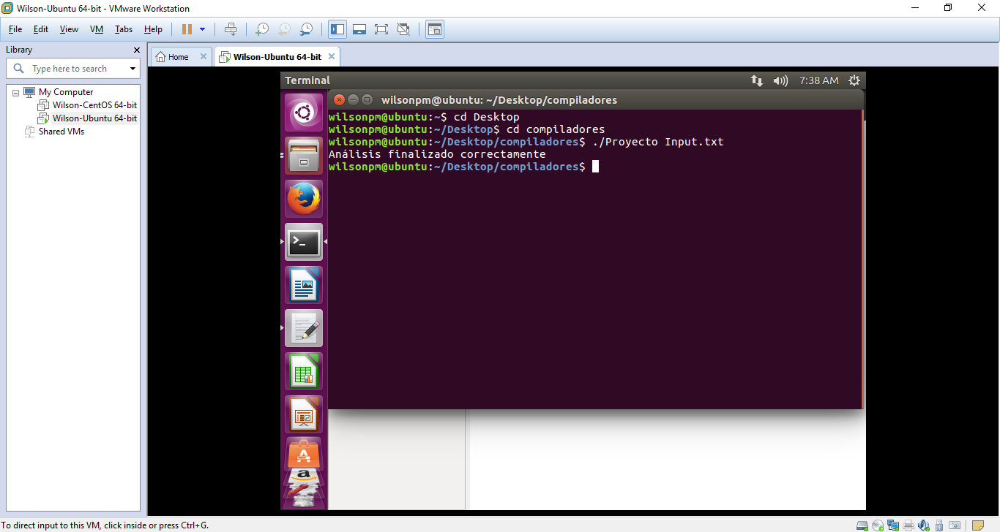 Wilson-Ubuntu 64-bit - VMware Workstation
File Edit View VM Tabs Help
Library
Type here to search
My Computer
Wilson-CentOS 64-bit
Wilson-Ubuntu 64-bit
Shared VMs
Home
Wilson-Ubuntu 64-bit
Terminal
7:38 AM
wilsonpm@ubuntu: ~/Desktop/compiladores
wilsonpm@ubuntu:~$ cd Desktop
wilsonpm@ubuntu:~/Desktop$ cd compiladores
wilsonpm@ubuntu:~/Desktop/compiladores$ ./Proyecto Input.txt
Análisis finalizado correctamente
wilsonpm@ubuntu:~/Desktop/compiladores$
To direct input to this VM, click inside or press Ctrl+G.